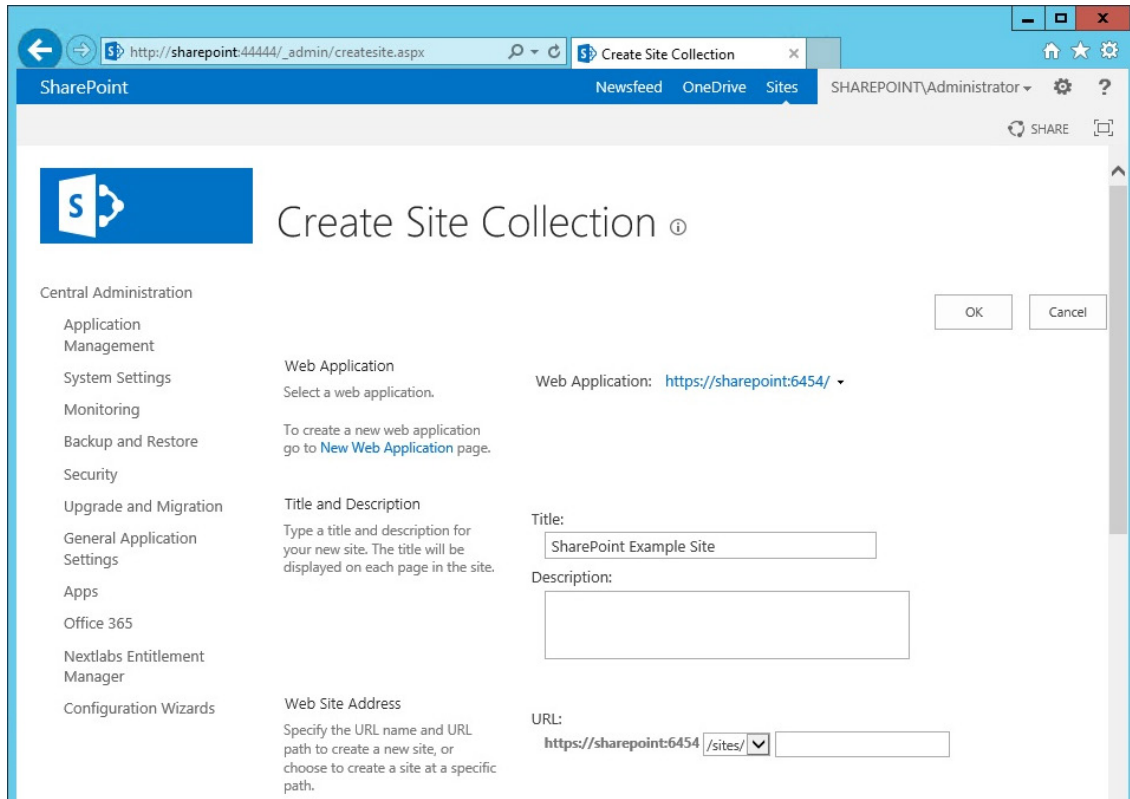 http://sharepoint:44444/_admin/createsite.aspx
Create Site Collection
SharePoint
Newsfeed OneDrive Sites SHAREPOINT\Administrator
SHARE
Create Site Collection
Central Administration
Application
Management
System Settings
Monitoring
Backup and Restore
Security
Upgrade and Migration
General Application
Settings
Apps
Office 365
Nextlabs Entitlement
Manager
Configuration Wizards
OK Cancel
Web Application
Select a web application.
To create a new web application
go to New Web Application page.
Web Application: https://sharepoint:6454/
Title and Description
Type a title and description for
your new site. The title will be
displayed on each page in the site.
Title:
SharePoint Example Site
Description:
Web Site Address
Specify the URL name and URL
path to create a new site, or
choose to create a site at a specific
path.
URL:
https://sharepoint:6454 /sites/